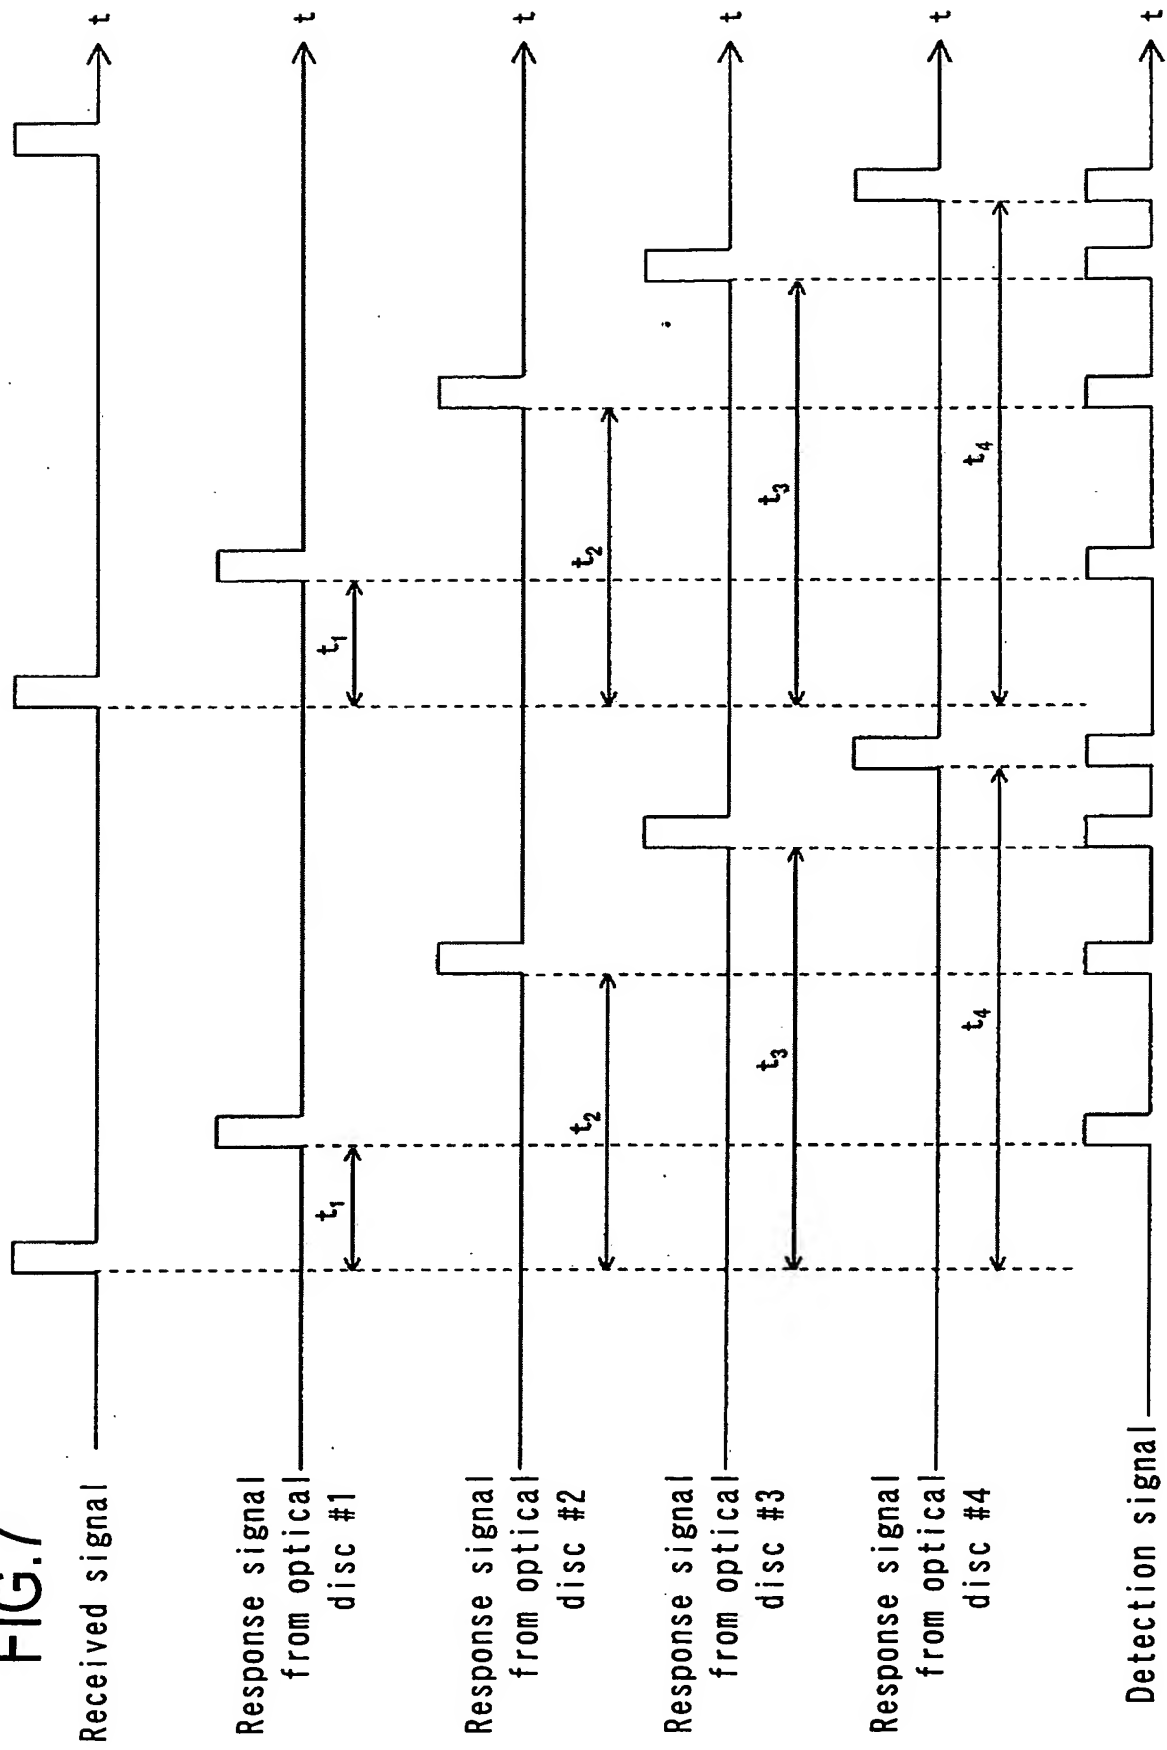 FIG.7
Received signal
t
Response signal
from optical
disc #1
t
t₁
t₁
Response signal
from optical
disc #2
t
t₂
t₂
Response signal
from optical
disc #3
t
t₃
t₃
Response signal
from optical
disc #4
t
t₄
t₄
Detection signal
t